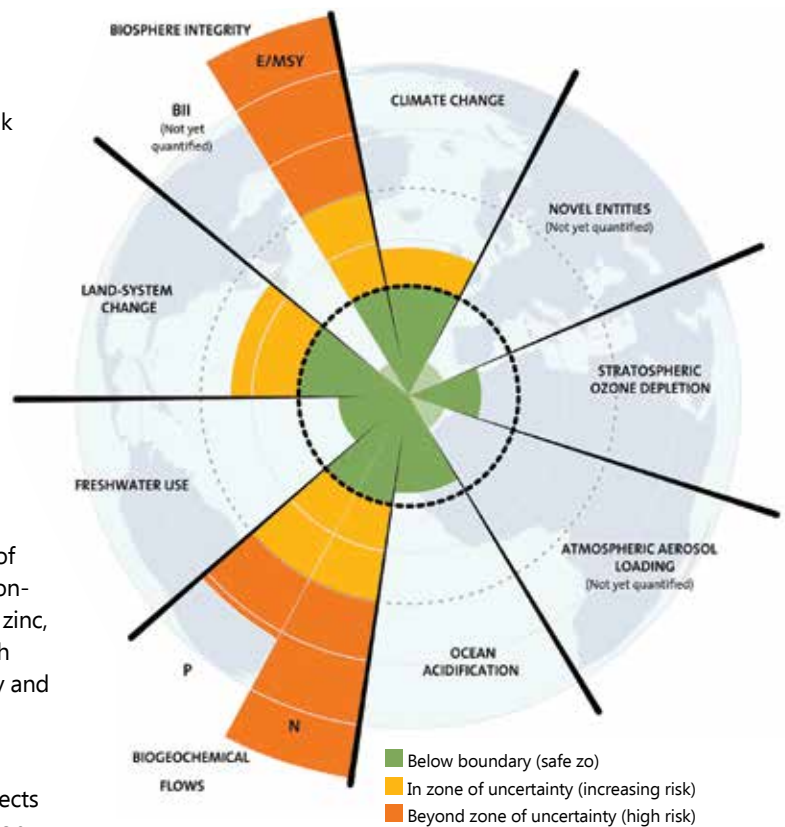 BIOSPHERE INTEGRITY
E/MSY
CLIMATE CHANGE
BII
(Not yet
quantified)
k
NOVEL ENTITIES
(Not yet quantified)
LAND-SYSTEM
CHANGE
STRATOSPHERIC
OZONE DEPLETION
FRESHWATER USE
of
on-
zinc,
h
y and
ATMOSPHERIC AEROSOL
LOADING
(Not yet quantified)
OCEAN
ACIDIFICATION
P
N
BIOGEOCHEMICAL
FLOWS
ects
Below boundary (safe zo)
In zone of uncertainty (increasing risk)
Beyond zone of uncertainty (high risk)